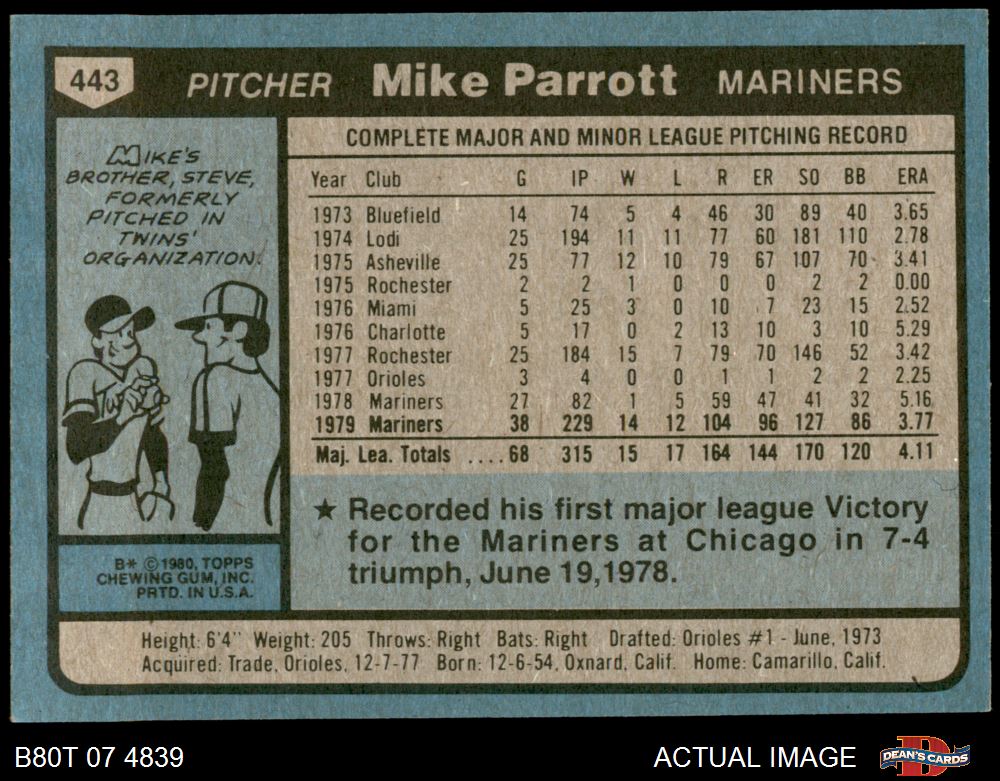 443 PITCHER Mike Parrott MARINERS
MIKE'S
BROTHER, STEVE,
FORMERLY
PITCHED IN
TWINS'
ORGANIZATION.
B* © 1980, TOPPS
CHEWING GUM, INC.
PRTD. IN U.S.A.
COMPLETE MAJOR AND MINOR LEAGUE PITCHING RECORD
Year Club G IP W L R ER SO BB ERA
1973 Bluefield 14 74 5 4 46 30 89 40 3.65
1974 Lodi 25 194 11 11 77 60 181 110 2.78
1975 Asheville 25 77 12 10 79 67 107 70 3.41
1975 Rochester 2 2 1 0 0 0 2 2 0.00
1976 Miami 5 25 3 0 10 7 23 15 2.52
1976 Charlotte 5 17 0 2 13 10 3 10 5.29
1977 Rochester 25 184 15 7 79 70 146 52 3.42
1977 Orioles 3 4 0 0 1 1 2 2 2.25
1978 Mariners 27 82 1 5 59 47 41 32 5.16
1979 Mariners 38 229 14 12 104 96 127 86 3.77
Maj. Lea. Totals ....68 315 15 17 164 144 170 120 4.11
★ Recorded his first major league Victory
for the Mariners at Chicago in 7-4
triumph, June 19,1978.
Height: 6'4" Weight: 205 Throws: Right Bats: Right Drafted: Orioles #1 - June, 1973
Acquired: Trade, Orioles, 12-7-77 Born: 12-6-54, Oxnard, Calif. Home: Camarillo, Calif.
B80T 07 4839 ACTUAL IMAGE D DEAN'S CARDS